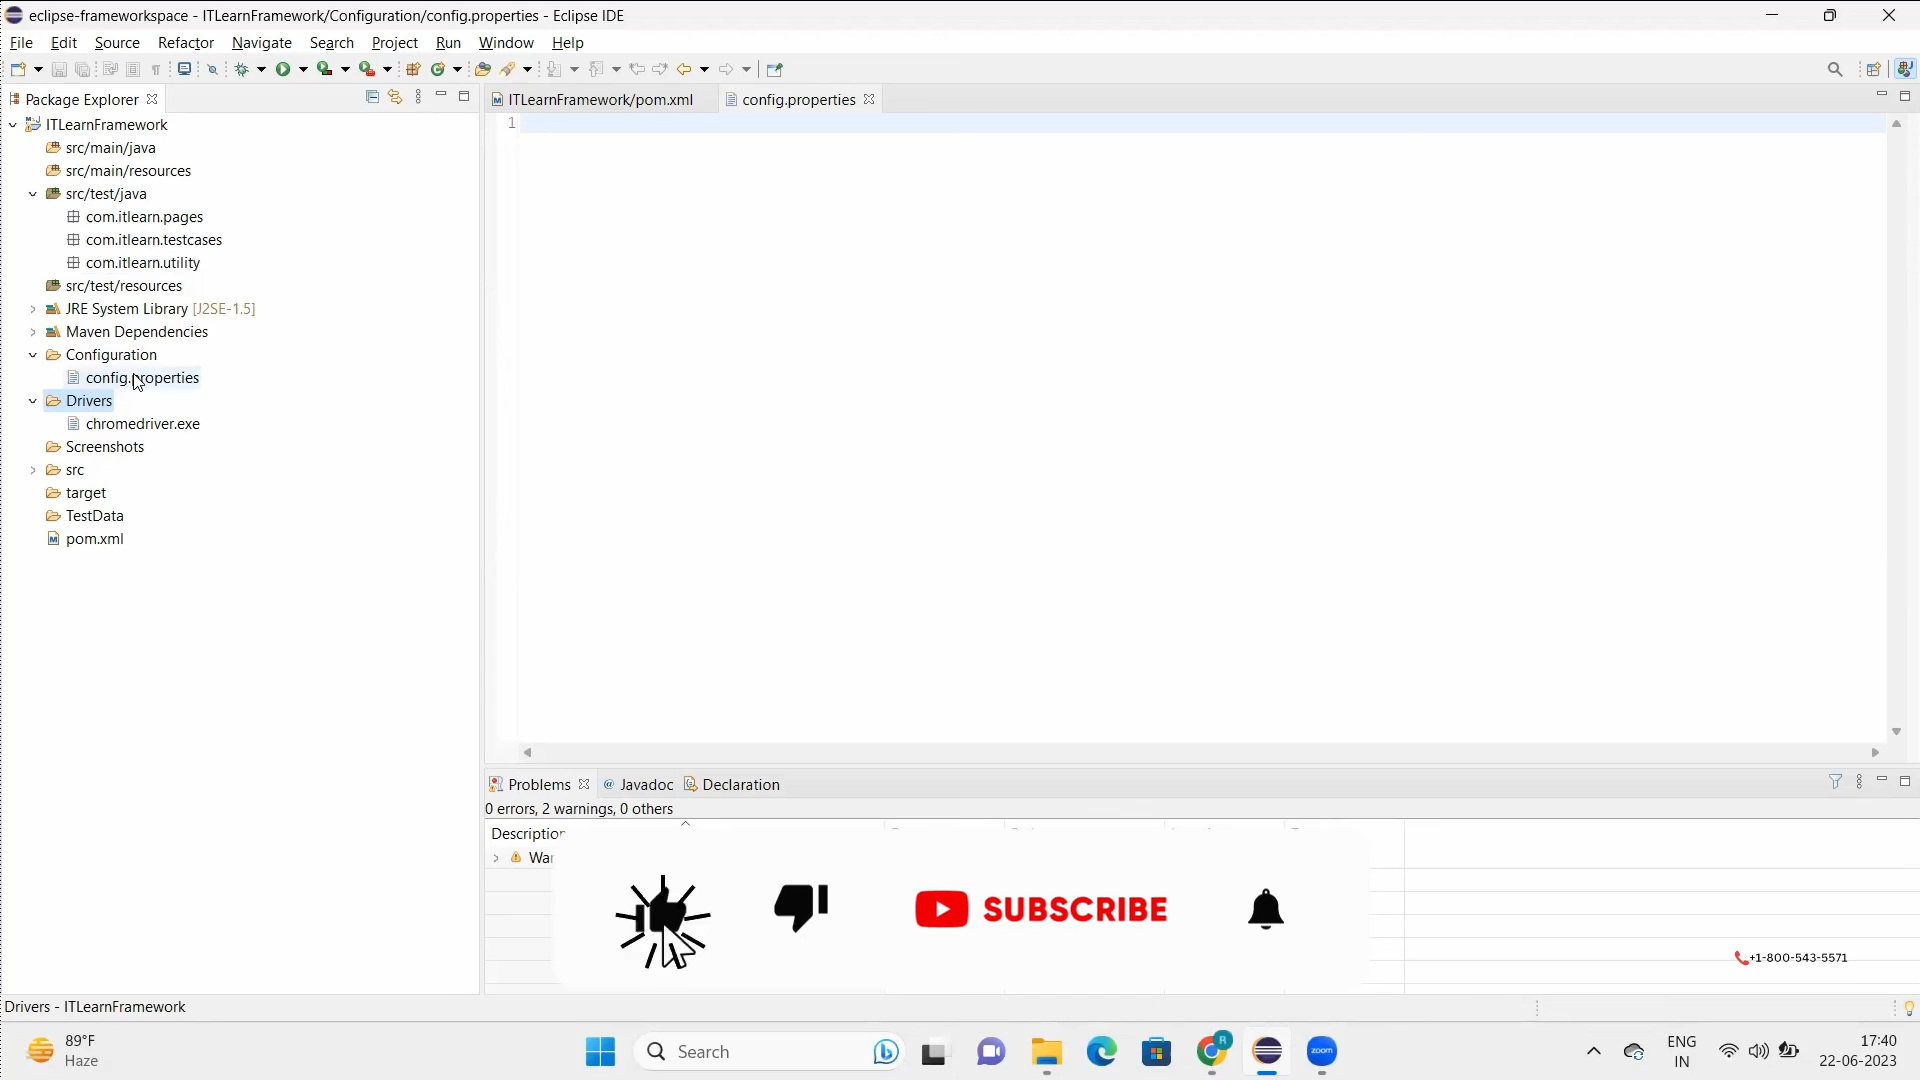 eclipse-frameworkspace - ITLearnFramework/Configuration/config.properties - Eclipse IDE
File Edit Source Refactor Navigate Search Project Run Window Help
Package Explorer
ITLearnFramework/pom.xml config.properties
1
ITLearnFramework
src/main/java
src/main/resources
src/test/java
com.itlearn.pages
com.itlearn.testcases
com.itlearn.utility
src/test/resources
JRE System Library [J2SE-1.5]
Maven Dependencies
Configuration
config.properties
Drivers
chromedriver.exe
Screenshots
src
target
TestData
pom.xml
Problems @ Javadoc Declaration
0 errors, 2 warnings, 0 others
Description
SUBSCRIBE
+1-800-543-5571
Drivers - ITLearnFramework
89°F
Haze
Search
R
zoom
ENG
IN
17:40
22-06-2023